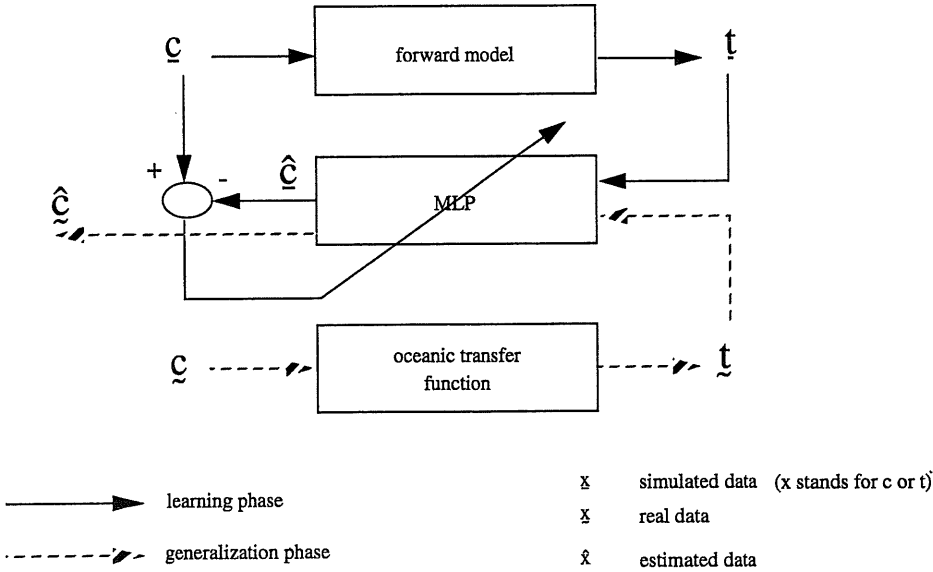 c̲ forward model t̲
+ - ĉ̲
MLP
ĉ̰
c̰ oceanic transfer function t̰
learning phase
generalization phase
x̲ simulated data (x stands for c or t)
x̰ real data
x̂ estimated data